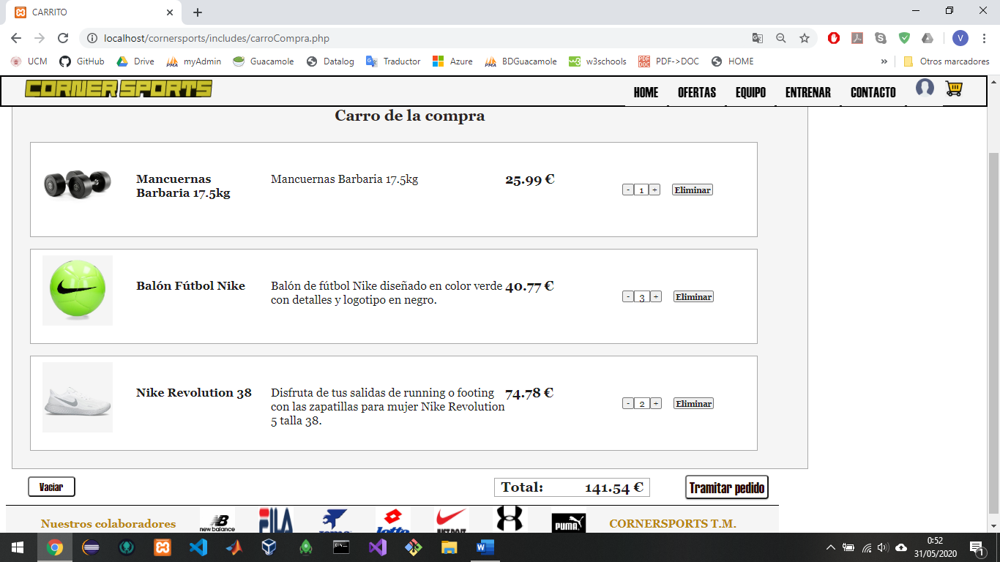 CARRITO
localhost/cornersports/includes/carroCompra.php
V
UCM GitHub Drive myAdmin Guacamole Datalog Traductor Azure BDGuacamole w3schools PDF->DOC HOME » Otros marcadores
CORNER SPORTS
HOME OFERTAS EQUIPO ENTRENAR CONTACTO
Carro de la compra
Mancuernas
Barbaria 17.5kg
Mancuernas Barbaria 17.5kg
25.99 €
- 1 + Eliminar
Balón Fútbol Nike
Balón de fútbol Nike diseñado en color verde
con detalles y logotipo en negro.
40.77 €
- 3 + Eliminar
Nike Revolution 38
Disfruta de tus salidas de running o footing
con las zapatillas para mujer Nike Revolution
5 talla 38.
74.78 €
- 2 + Eliminar
Vaciar
Total: 141.54 €
Tramitar pedido
Nuestros colaboradores
new balance
FILA
lotto
PUMA
CORNERSPORTS T.M.
0:52
31/05/2020
1